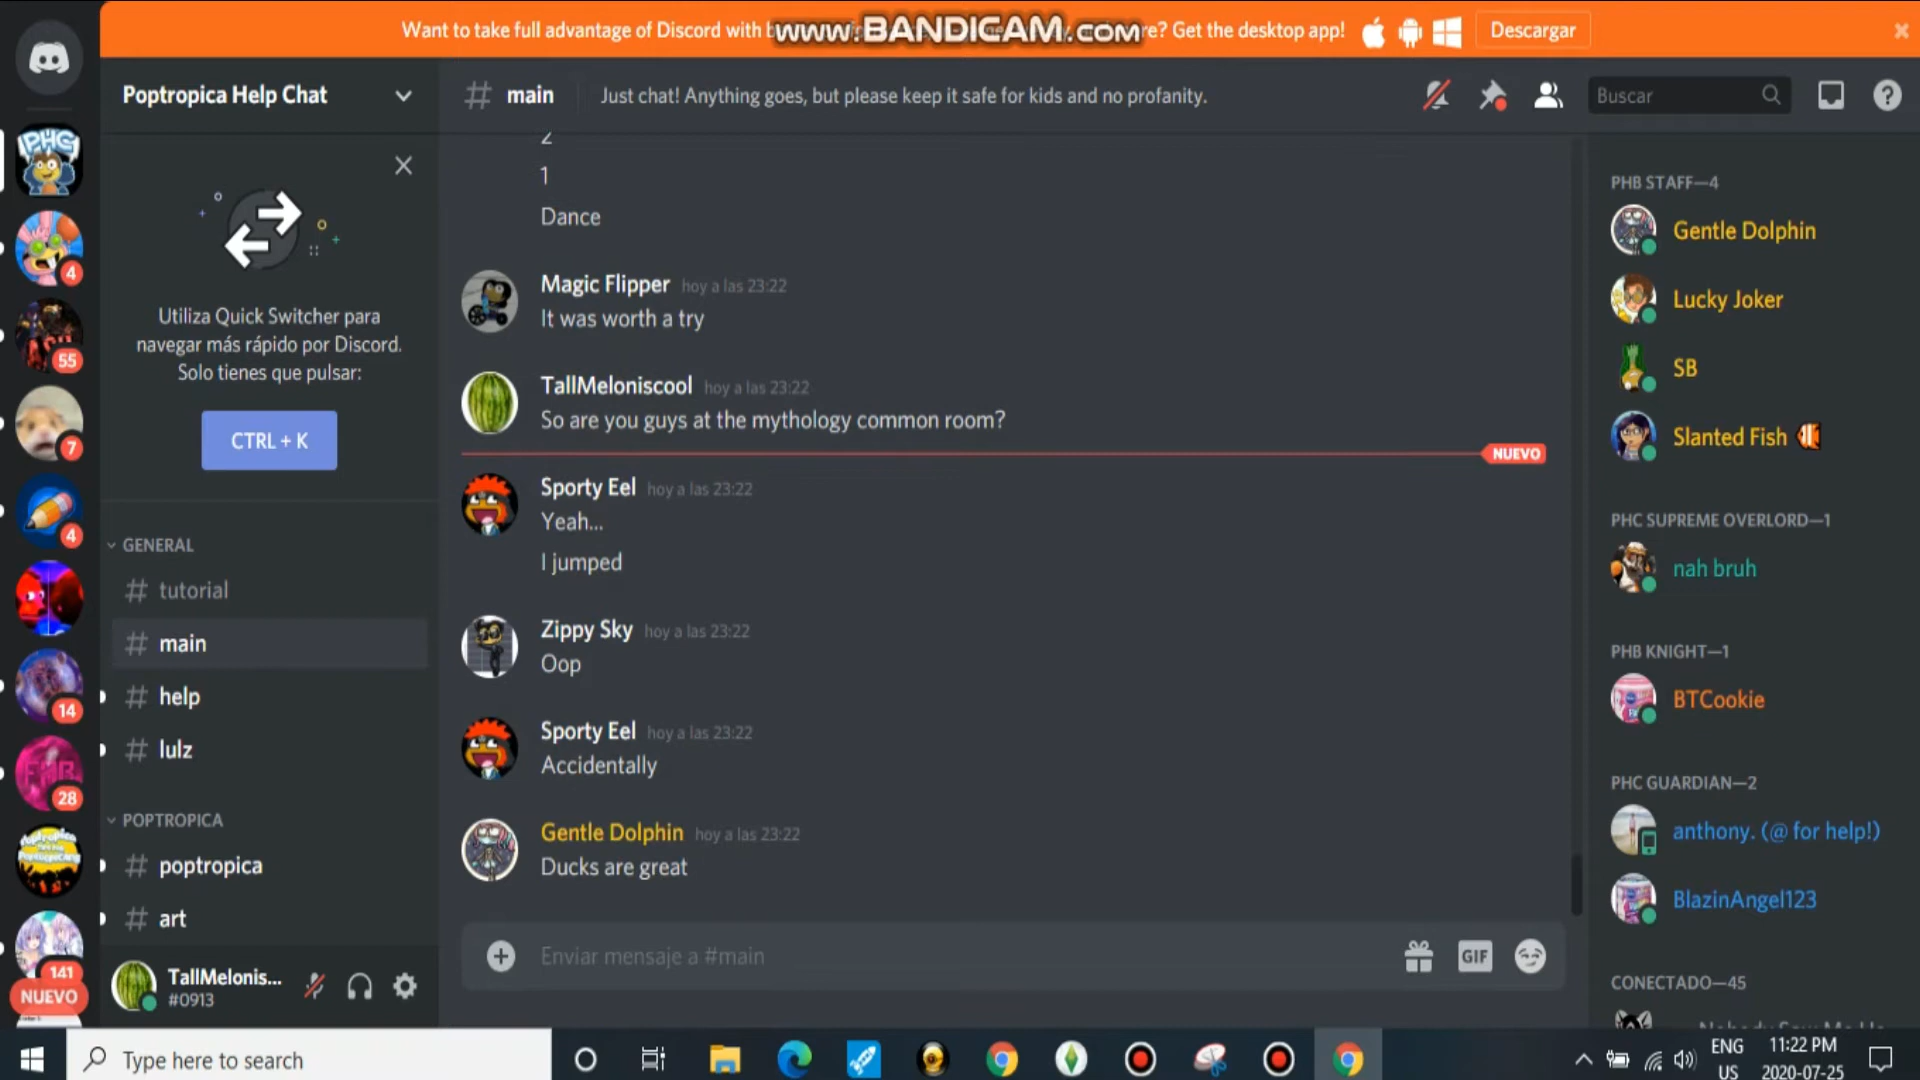 Want to take full advantage of Discord with b
www.BANDICAM.com
re? Get the desktop app!
Descargar
Poptropica Help Chat
main
Just chat! Anything goes, but please keep it safe for kids and no profanity.
Buscar
PHC
4
55
7
4
14
28
141
NUEVO
Utiliza Quick Switcher para
navegar más rápido por Discord.
Solo tienes que pulsar:
CTRL + K
GENERAL
# tutorial
# main
# help
# lulz
POPTROPICA
# poptropica
# art
TallMelonis...
#0913
2
1
Dance
Magic Flipper hoy a las 23:22
It was worth a try
TallMeloniscool hoy a las 23:22
So are you guys at the mythology common room?
NUEVO
Sporty Eel hoy a las 23:22
Yeah...
I jumped
Zippy Sky hoy a las 23:22
Oop
Sporty Eel hoy a las 23:22
Accidentally
Gentle Dolphin hoy a las 23:22
Ducks are great
Enviar mensaje a #main
GIF
PHB STAFF—4
Gentle Dolphin
Lucky Joker
SB
Slanted Fish
PHC SUPREME OVERLORD—1
nah bruh
PHB KNIGHT—1
BTCookie
PHC GUARDIAN—2
anthony. (@ for help!)
BlazinAngel123
CONECTADO—45
Type here to search
ENG
US
11:22 PM
2020-07-25